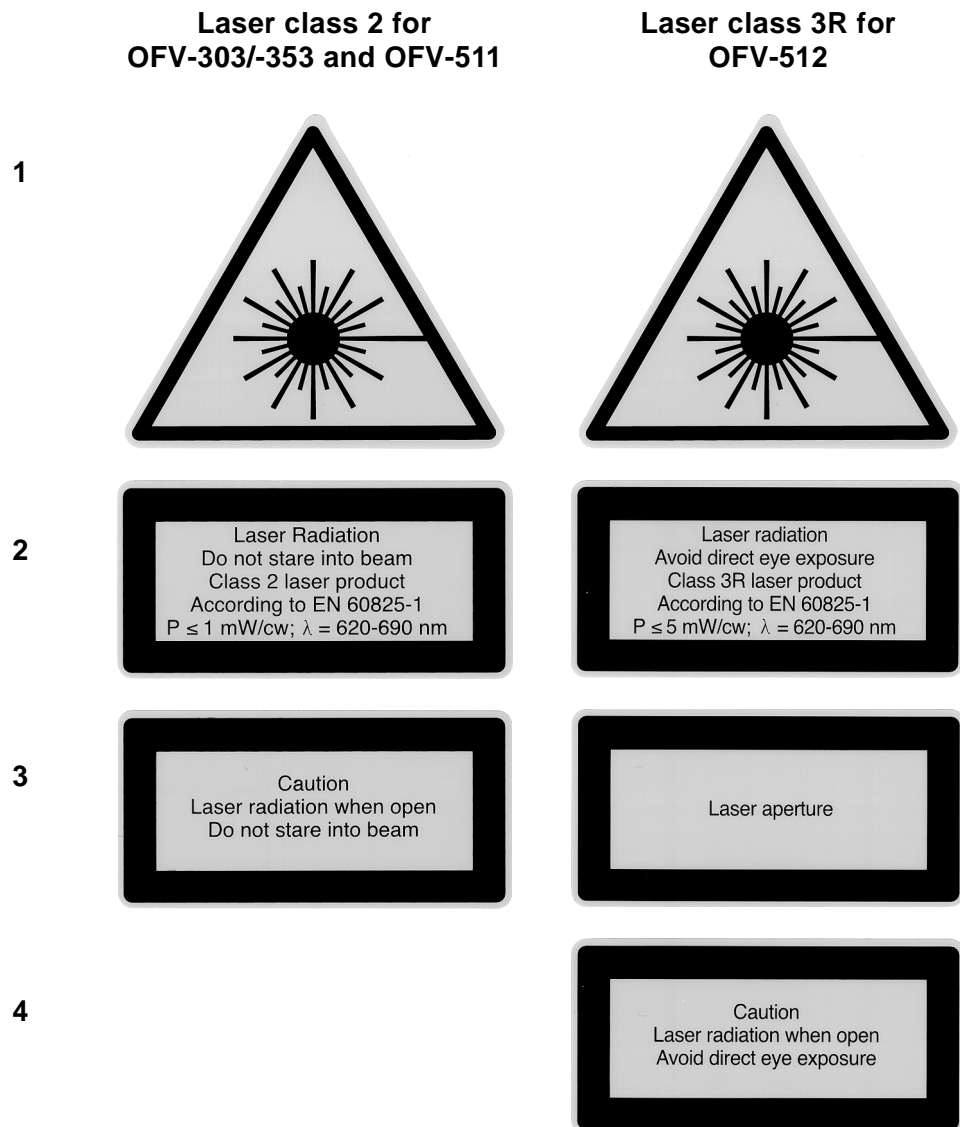 Laser class 2 for
OFV-303/-353 and OFV-511
Laser class 3R for
OFV-512
1
2
Laser Radiation
Do not stare into beam
Class 2 laser product
According to EN 60825-1
P ≤ 1 mW/cw; λ = 620-690 nm
Laser radiation
Avoid direct eye exposure
Class 3R laser product
According to EN 60825-1
P ≤ 5 mW/cw; λ = 620-690 nm
3
Caution
Laser radiation when open
Do not stare into beam
Laser aperture
4
Caution
Laser radiation when open
Avoid direct eye exposure